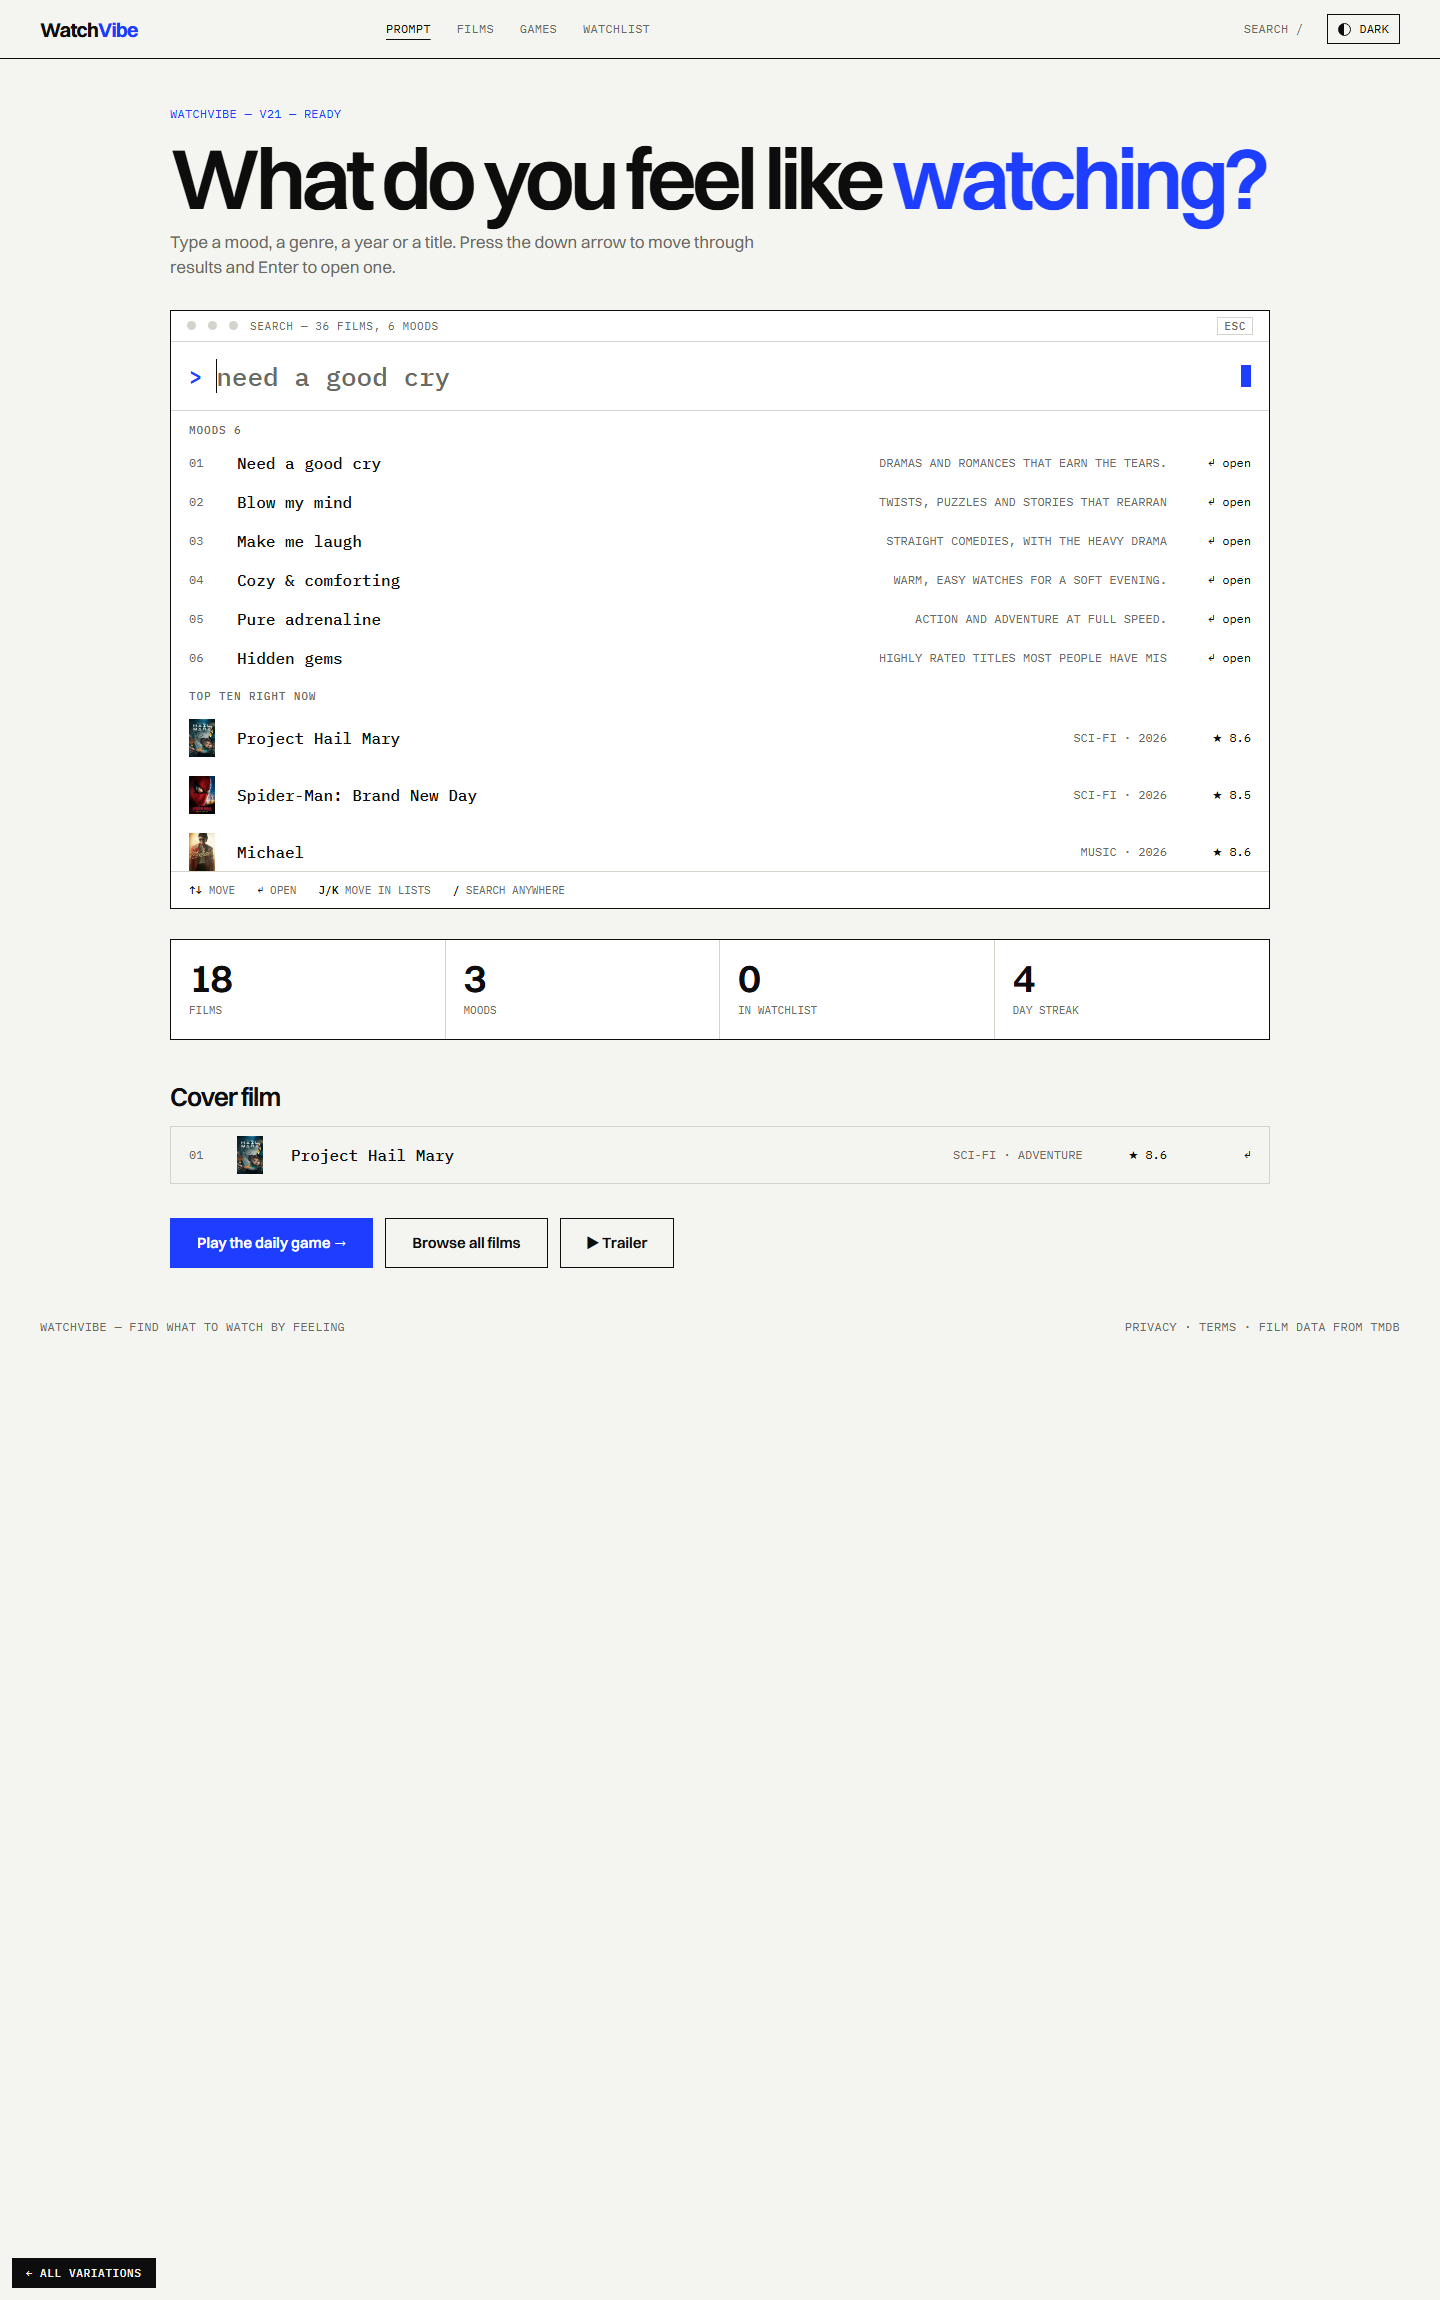 WatchVibe
PROMPT FILMS GAMES WATCHLIST
SEARCH /
DARK
WATCHVIBE — V21 — READY
What do you feel like watching?
Type a mood, a genre, a year or a title. Press the down arrow to move through
results and Enter to open one.
SEARCH — 36 FILMS, 6 MOODS
ESC
> need a good cry
MOODS 6
01 Need a good cry DRAMAS AND ROMANCES THAT EARN THE TEARS. ↲ open
02 Blow my mind TWISTS, PUZZLES AND STORIES THAT REARRAN ↲ open
03 Make me laugh STRAIGHT COMEDIES, WITH THE HEAVY DRAMA ↲ open
04 Cozy & comforting WARM, EASY WATCHES FOR A SOFT EVENING. ↲ open
05 Pure adrenaline ACTION AND ADVENTURE AT FULL SPEED. ↲ open
06 Hidden gems HIGHLY RATED TITLES MOST PEOPLE HAVE MIS ↲ open
TOP TEN RIGHT NOW
Project Hail Mary SCI-FI · 2026 ★ 8.6
Spider-Man: Brand New Day SCI-FI · 2026 ★ 8.5
Michael MUSIC · 2026 ★ 8.6
↑↓ MOVE ↲ OPEN J/K MOVE IN LISTS / SEARCH ANYWHERE
18 3 0 4
FILMS MOODS IN WATCHLIST DAY STREAK
Cover film
01 Project Hail Mary SCI-FI · ADVENTURE ★ 8.6 ↲
Play the daily game → Browse all films ▶ Trailer
WATCHVIBE — FIND WHAT TO WATCH BY FEELING
PRIVACY · TERMS · FILM DATA FROM TMDB
← ALL VARIATIONS